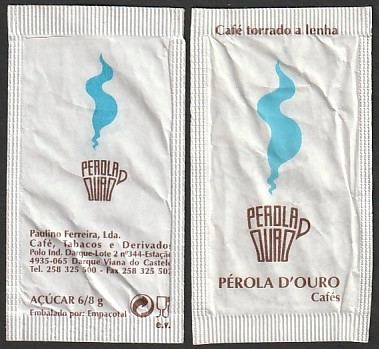 PEROLA D'
OURO
Paulino Ferreira, Lda.
Café, Tabacos e Derivados
Polo Ind. Darque-Lote 2 nº344-Estação
4935-065 Darque Viana do Castelo
Tel. 258 325 500 - Fax 258 325 502
AÇÚCAR 6/8 g
Embalado por: Empacotal
e.v.
Café torrado a lenha
PEROLA D'
OURO
PÉROLA D'OURO
Cafés